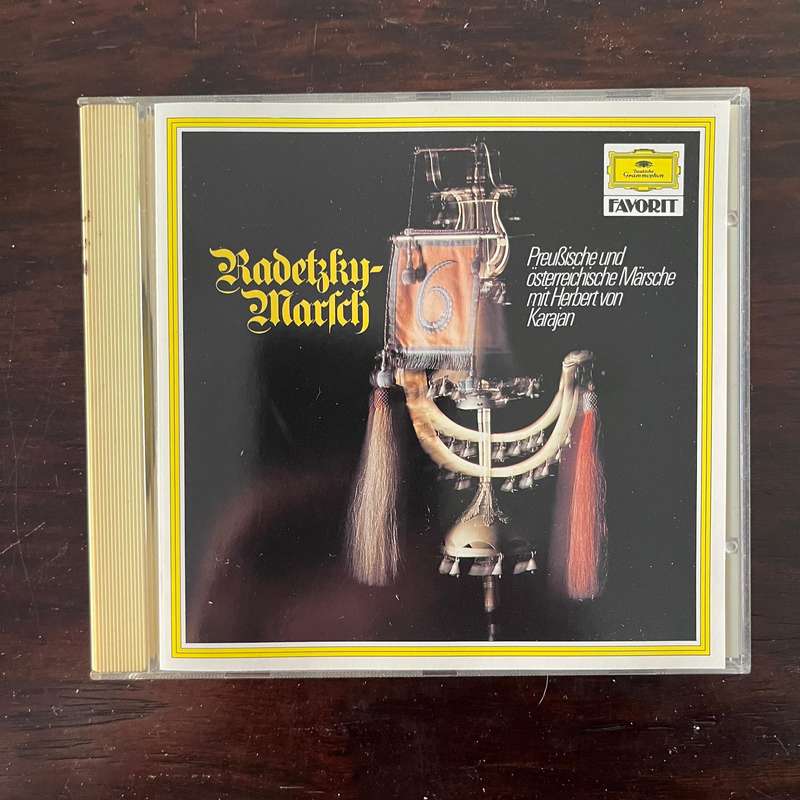 Deutsche
Grammophon
FAVORIT
Radetzky-
Marsch
Preußische und
österreichische Märsche
mit Herbert von
Karajan
6